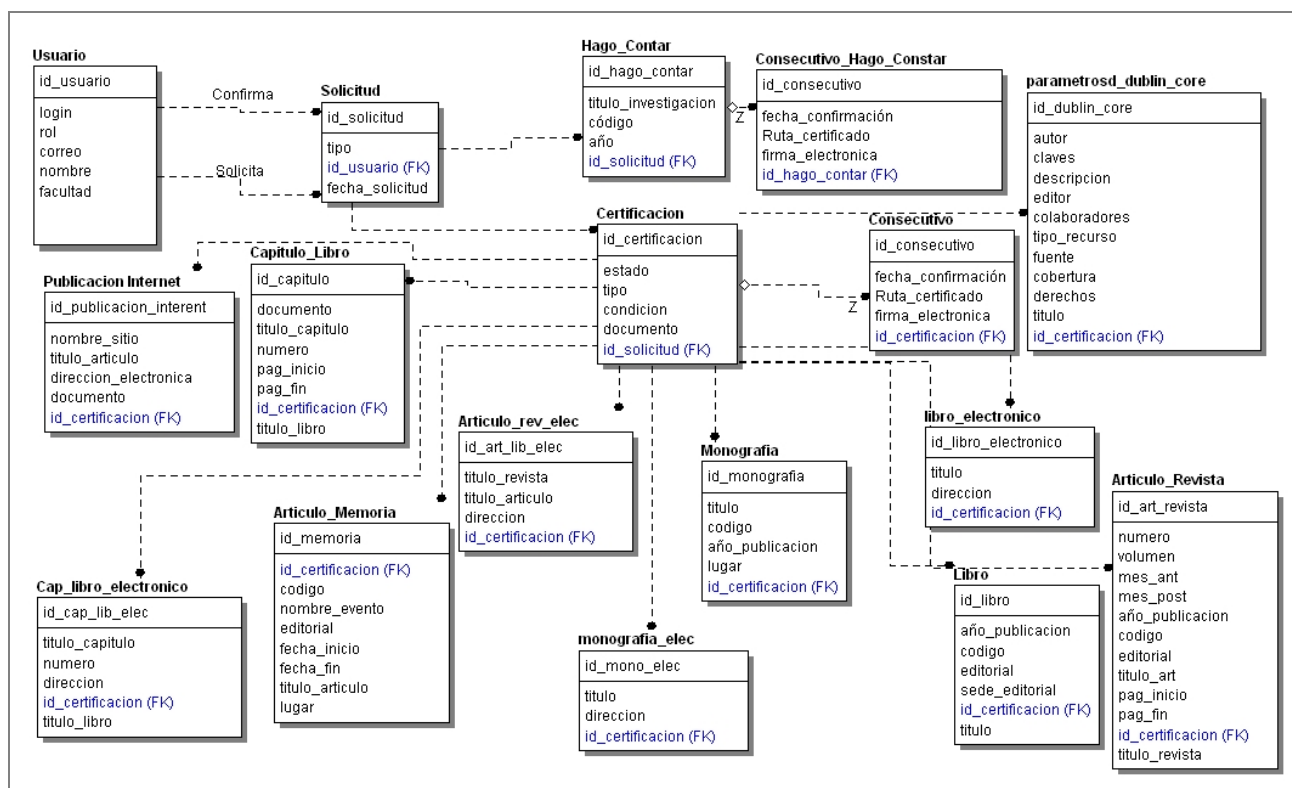 Usuario
id_usuario
login
rol
correo
nombre
facultad
Confirma
Solicita
Solicitud
id_solicitud
tipo
id_usuario (FK)
fecha_solicitud
Hago_Contar
id_hago_contar
titulo_investigacion
código
año
id_solicitud (FK)
Z
Consecutivo_Hago_Constar
id_consecutivo
fecha_confirmación
Ruta_certificado
firma_electronica
id_hago_contar (FK)
parametrosd_dublin_core
id_dublin_core
autor
claves
descripcion
editor
colaboradores
tipo_recurso
fuente
cobertura
derechos
titulo
id_certificacion (FK)
Certificacion
id_certificacion
estado
tipo
condicion
documento
id_solicitud (FK)
Z
Consecutivo
id_consecutivo
fecha_confirmación
Ruta_certificado
firma_electronica
id_certificacion (FK)
Publicacion Internet
id_publicacion_interent
nombre_sitio
titulo_articulo
direccion_electronica
documento
id_certificacion (FK)
Capitulo_Libro
id_capitulo
documento
titulo_capitulo
numero
pag_inicio
pag_fin
id_certificacion (FK)
titulo_libro
Articulo_rev_elec
id_art_lib_elec
titulo_revista
titulo_articulo
direccion
id_certificacion (FK)
Monografia
id_monografia
titulo
codigo
año_publicacion
lugar
id_certificacion (FK)
libro_electronico
id_libro_electronico
titulo
direccion
id_certificacion (FK)
Articulo_Revista
id_art_revista
numero
volumen
mes_ant
mes_post
año_publicacion
codigo
editorial
titulo_art
pag_inicio
pag_fin
id_certificacion (FK)
titulo_revista
Cap_libro_electronico
id_cap_lib_elec
titulo_capitulo
numero
direccion
id_certificacion (FK)
titulo_libro
Articulo_Memoria
id_memoria
id_certificacion (FK)
codigo
nombre_evento
editorial
fecha_inicio
fecha_fin
titulo_articulo
lugar
monografia_elec
id_mono_elec
titulo
direccion
id_certificacion (FK)
Libro
id_libro
año_publicacion
codigo
editorial
sede_editorial
id_certificacion (FK)
titulo